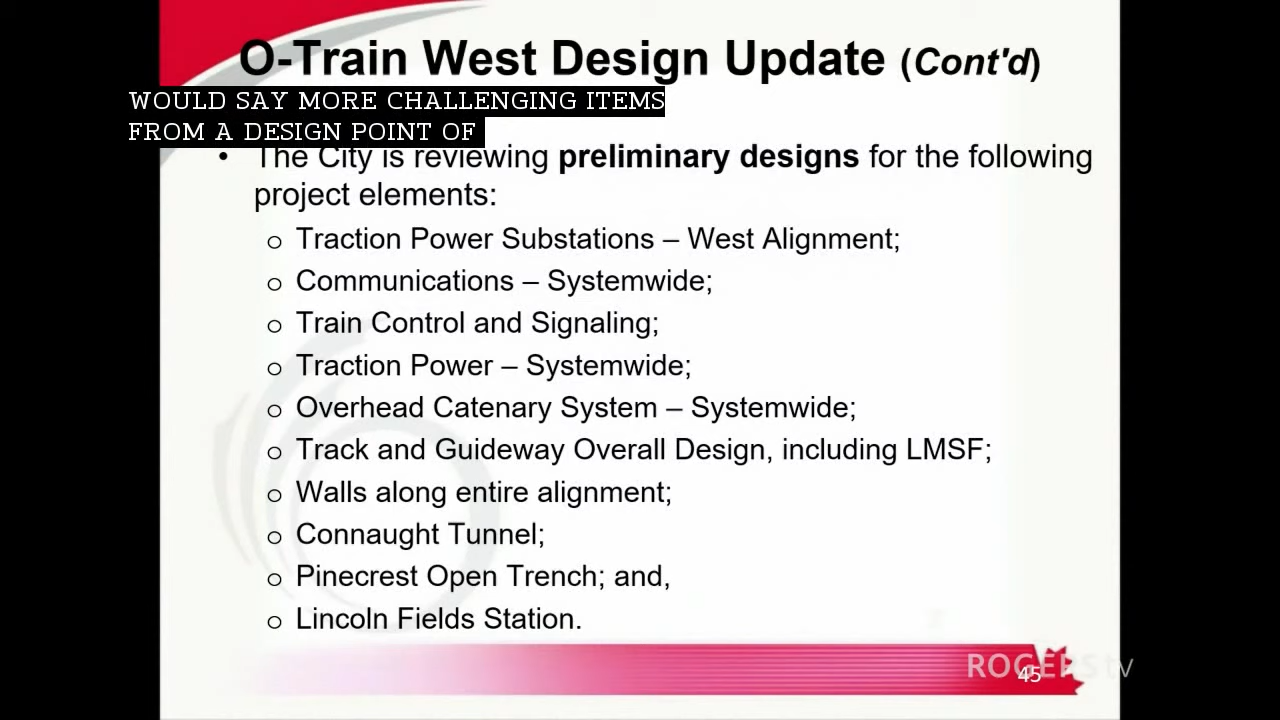 O-Train West Design Update (Cont'd)
WOULD SAY MORE CHALLENGING ITEMS
FROM A DESIGN POINT OF
• The City is reviewing preliminary designs for the following
project elements:
o Traction Power Substations – West Alignment;
o Communications – Systemwide;
o Train Control and Signaling;
o Traction Power – Systemwide;
o Overhead Catenary System – Systemwide;
o Track and Guideway Overall Design, including LMSF;
o Walls along entire alignment;
o Connaught Tunnel;
o Pinecrest Open Trench; and,
o Lincoln Fields Station.
ROGERS tv
45